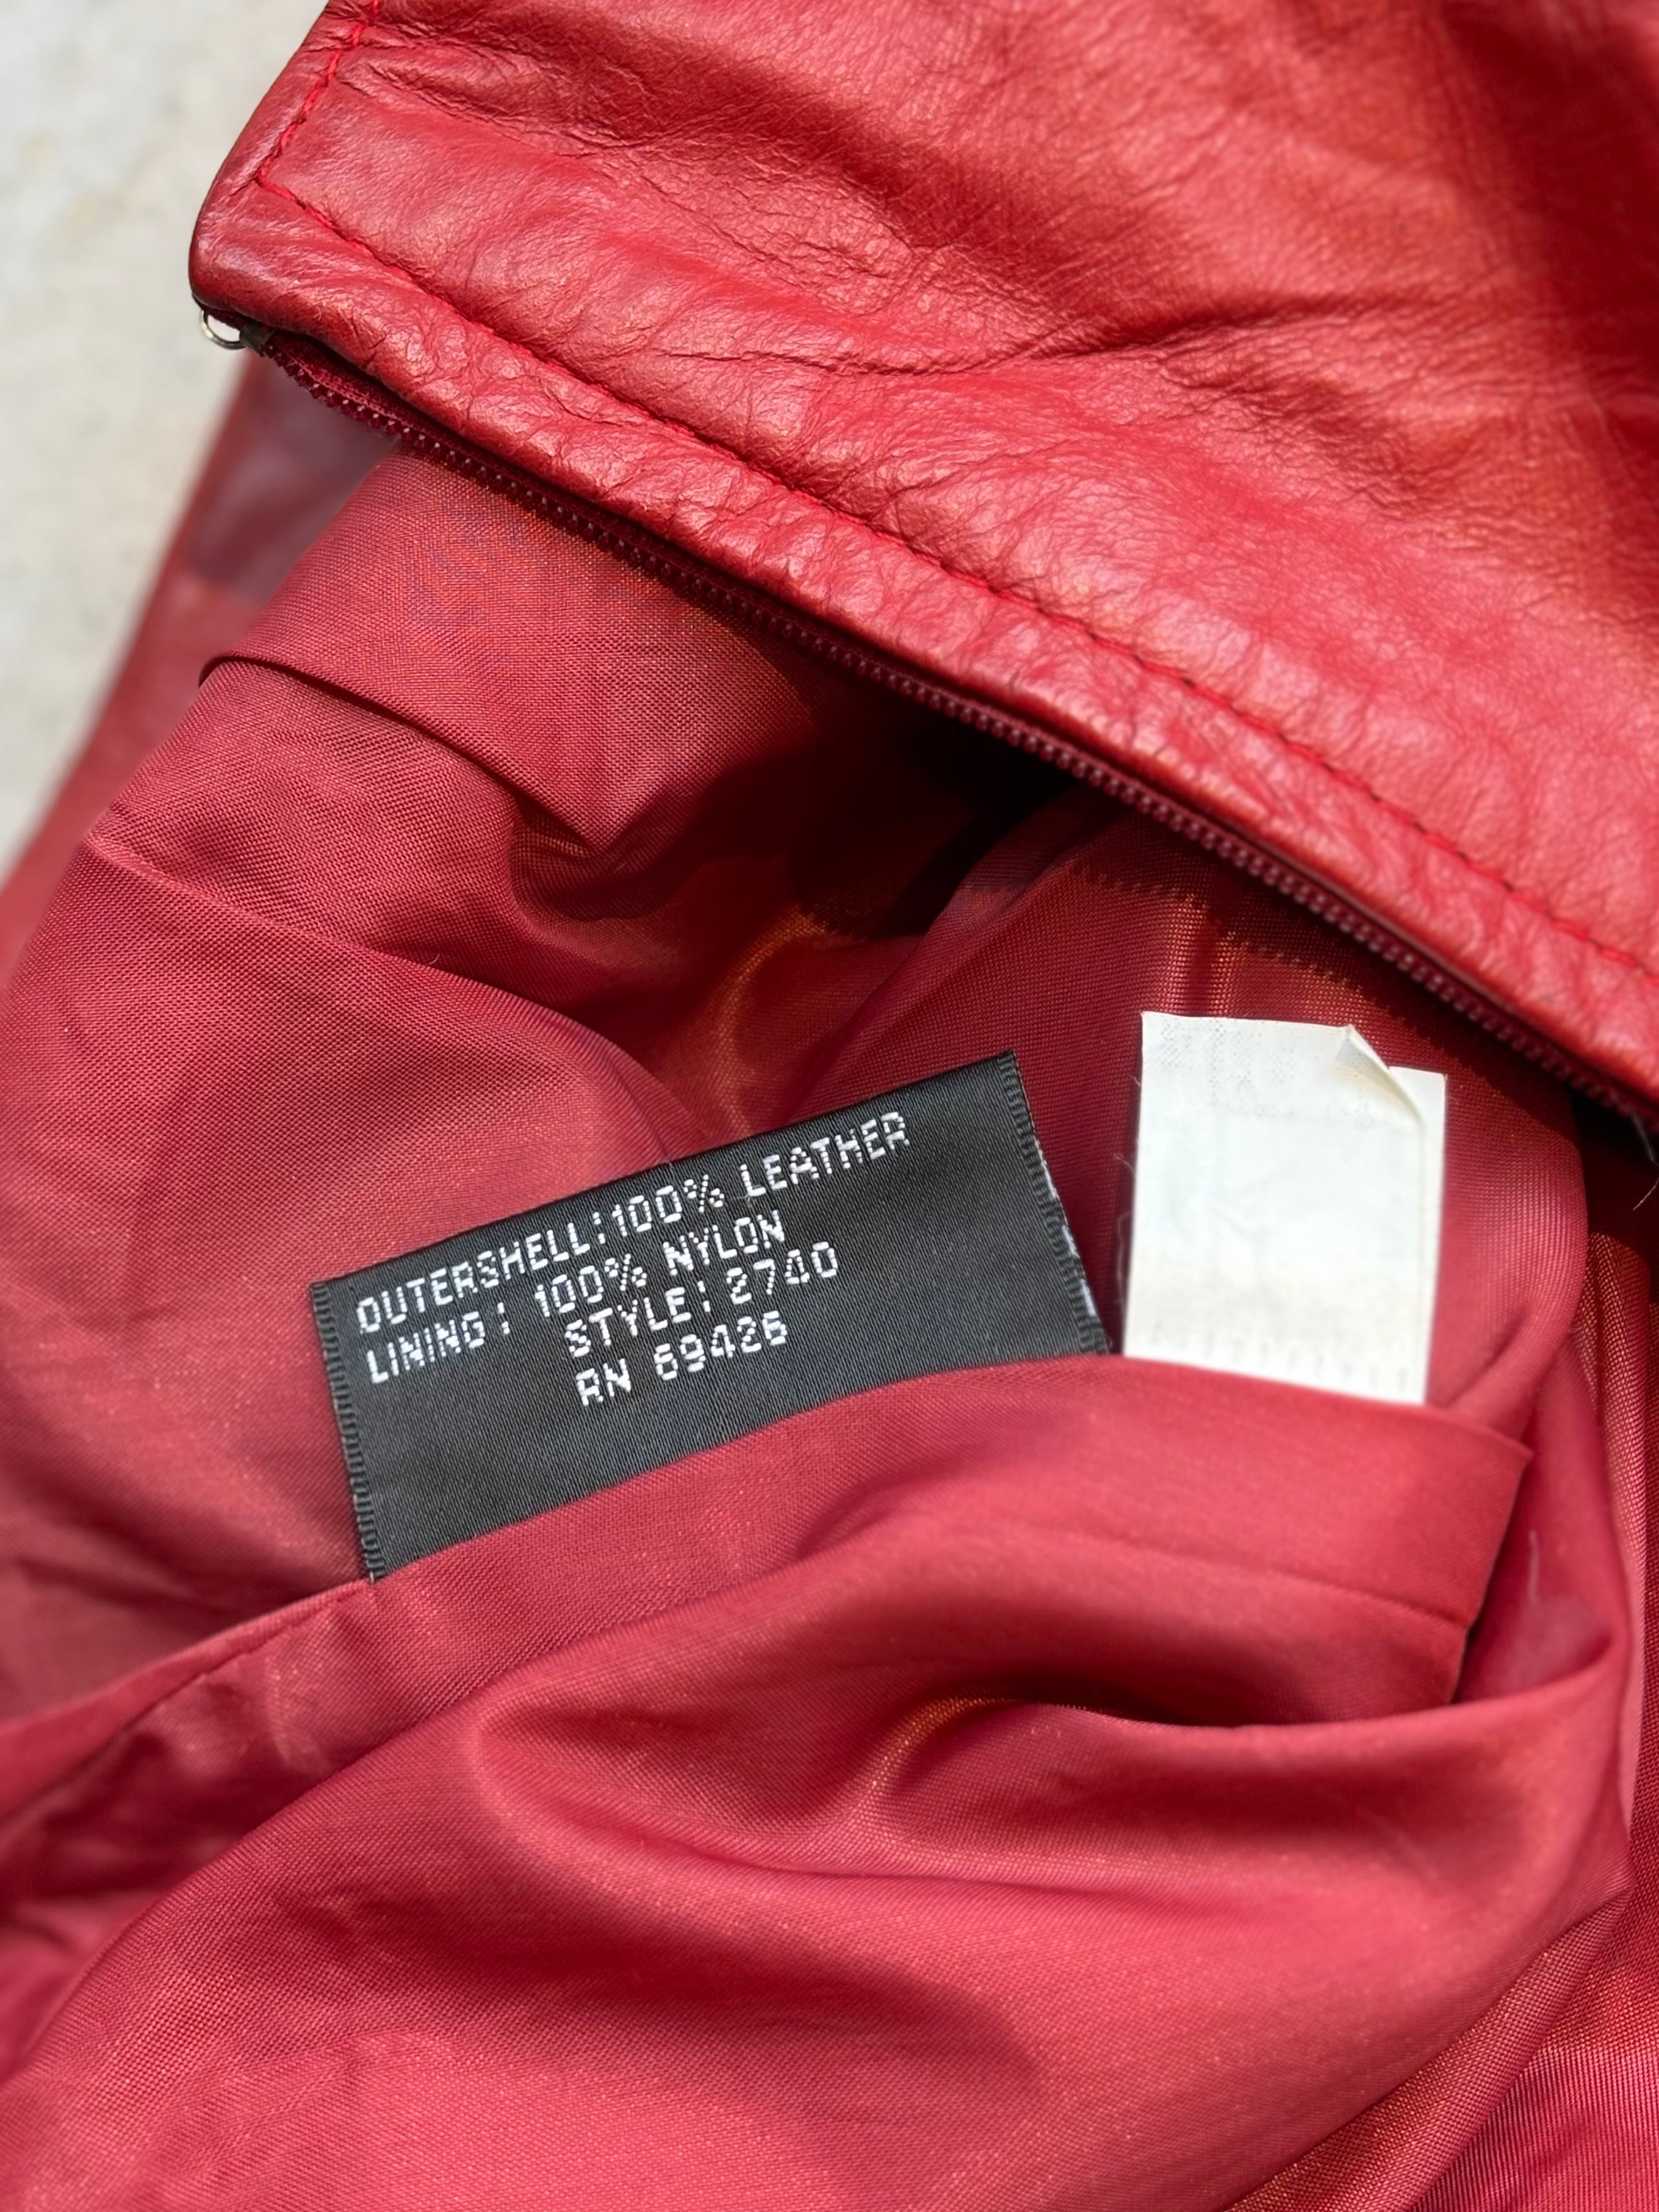 OUTERSHELL:100% LEATHER
LINING: 100% NYLON
STYLE: 2740
RN 69426